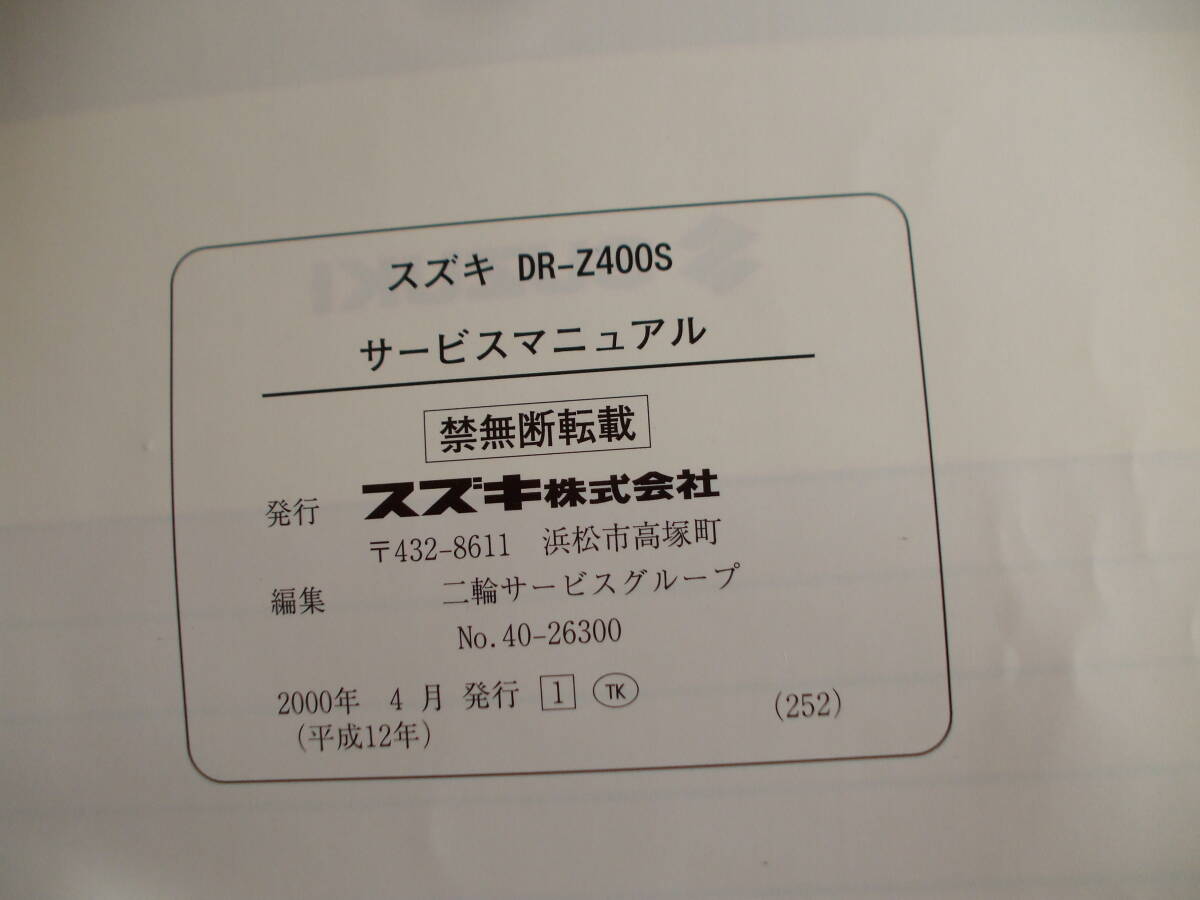 スズキ DR-Z400S
サービスマニュアル
禁無断転載
発行 スズキ株式会社
〒432-8611 浜松市高塚町
編集 二輪サービスグループ
No.40-26300
2000年 4 月 発行 1 TK
(平成12年) (252)